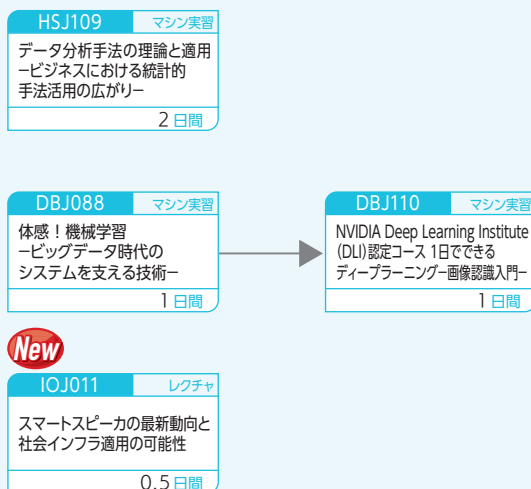 HSJ109 マシン実習
データ分析手法の理論と適用
−ビジネスにおける統計的
手法活用の広がり−
2 日間
DBJ088 マシン実習
体感！機械学習
−ビッグデータ時代の
システムを支える技術−
1 日間
DBJ110 マシン実習
NVIDIA Deep Learning Institute
(DLI)認定コース 1日でできる
ディープラーニング−画像認識入門−
1 日間
New
IOJ011 レクチャ
スマートスピーカの最新動向と
社会インフラ適用の可能性
0.5 日間